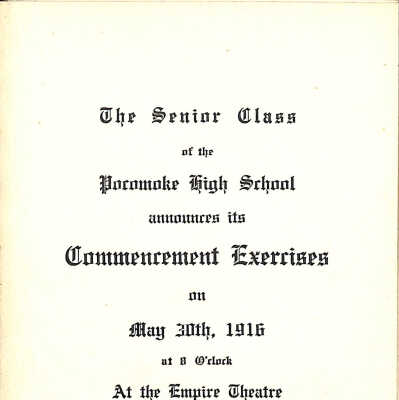 The Senior Class
of the
Pocomoke High School
announces its
Commencement Exercises
on
May 30th, 1916
at 8 O'clock
At the Empire Theatre